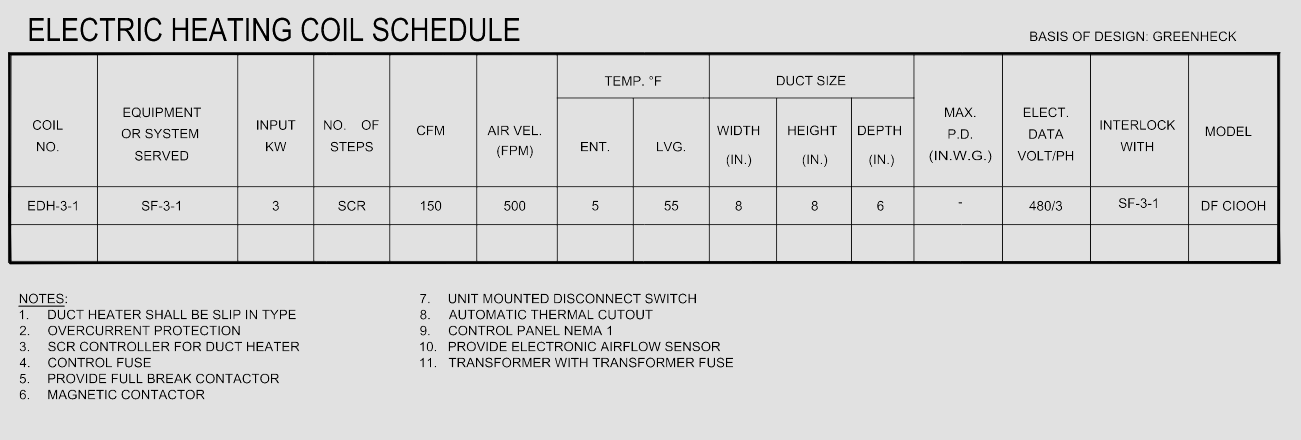 ELECTRIC HEATING COIL SCHEDULE
BASIS OF DESIGN: GREENHECK
COIL NO.
EQUIPMENT OR SYSTEM SERVED
INPUT KW
NO. OF STEPS
CFM
AIR VEL. (FPM)
TEMP. °F
ENT.
LVG.
DUCT SIZE
WIDTH (IN.)
HEIGHT (IN.)
DEPTH (IN.)
MAX. P.D. (IN.W.G.)
ELECT. DATA VOLT/PH
INTERLOCK WITH
MODEL
EDH-3-1 SF-3-1 3 SCR 150 500 5 55 8 8 6 - 480/3 SF-3-1 DF CIOOH
NOTES:
1. DUCT HEATER SHALL BE SLIP IN TYPE
2. OVERCURRENT PROTECTION
3. SCR CONTROLLER FOR DUCT HEATER
4. CONTROL FUSE
5. PROVIDE FULL BREAK CONTACTOR
6. MAGNETIC CONTACTOR
7. UNIT MOUNTED DISCONNECT SWITCH
8. AUTOMATIC THERMAL CUTOUT
9. CONTROL PANEL NEMA 1
10. PROVIDE ELECTRONIC AIRFLOW SENSOR
11. TRANSFORMER WITH TRANSFORMER FUSE